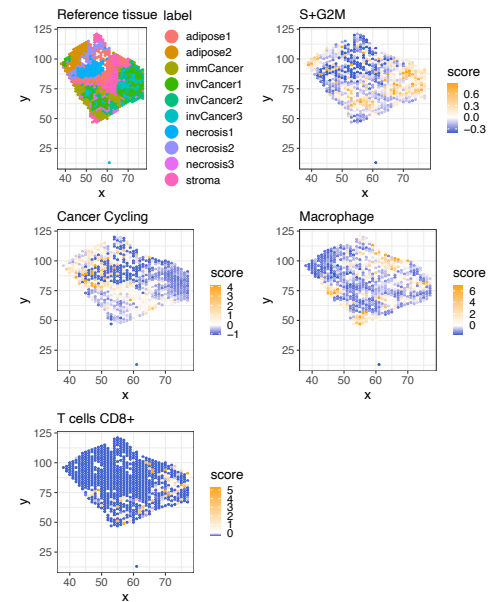 Reference tissue
label
adipose1
adipose2
immCancer
invCancer1
invCancer2
invCancer3
necrosis1
necrosis2
necrosis3
stroma
125
100
75
50
25
y
40 50 60 70
x
S+G2M
125
100
75
50
25
y
40 50 60 70
x
score
0.6
0.3
0.0
−0.3
Cancer Cycling
125
100
75
50
25
y
40 50 60 70
x
score
4
3
2
1
0
−1
Macrophage
125
100
75
50
25
y
40 50 60 70
x
score
6
4
2
0
T cells CD8+
125
100
75
50
25
y
40 50 60 70
x
score
5
4
3
2
1
0